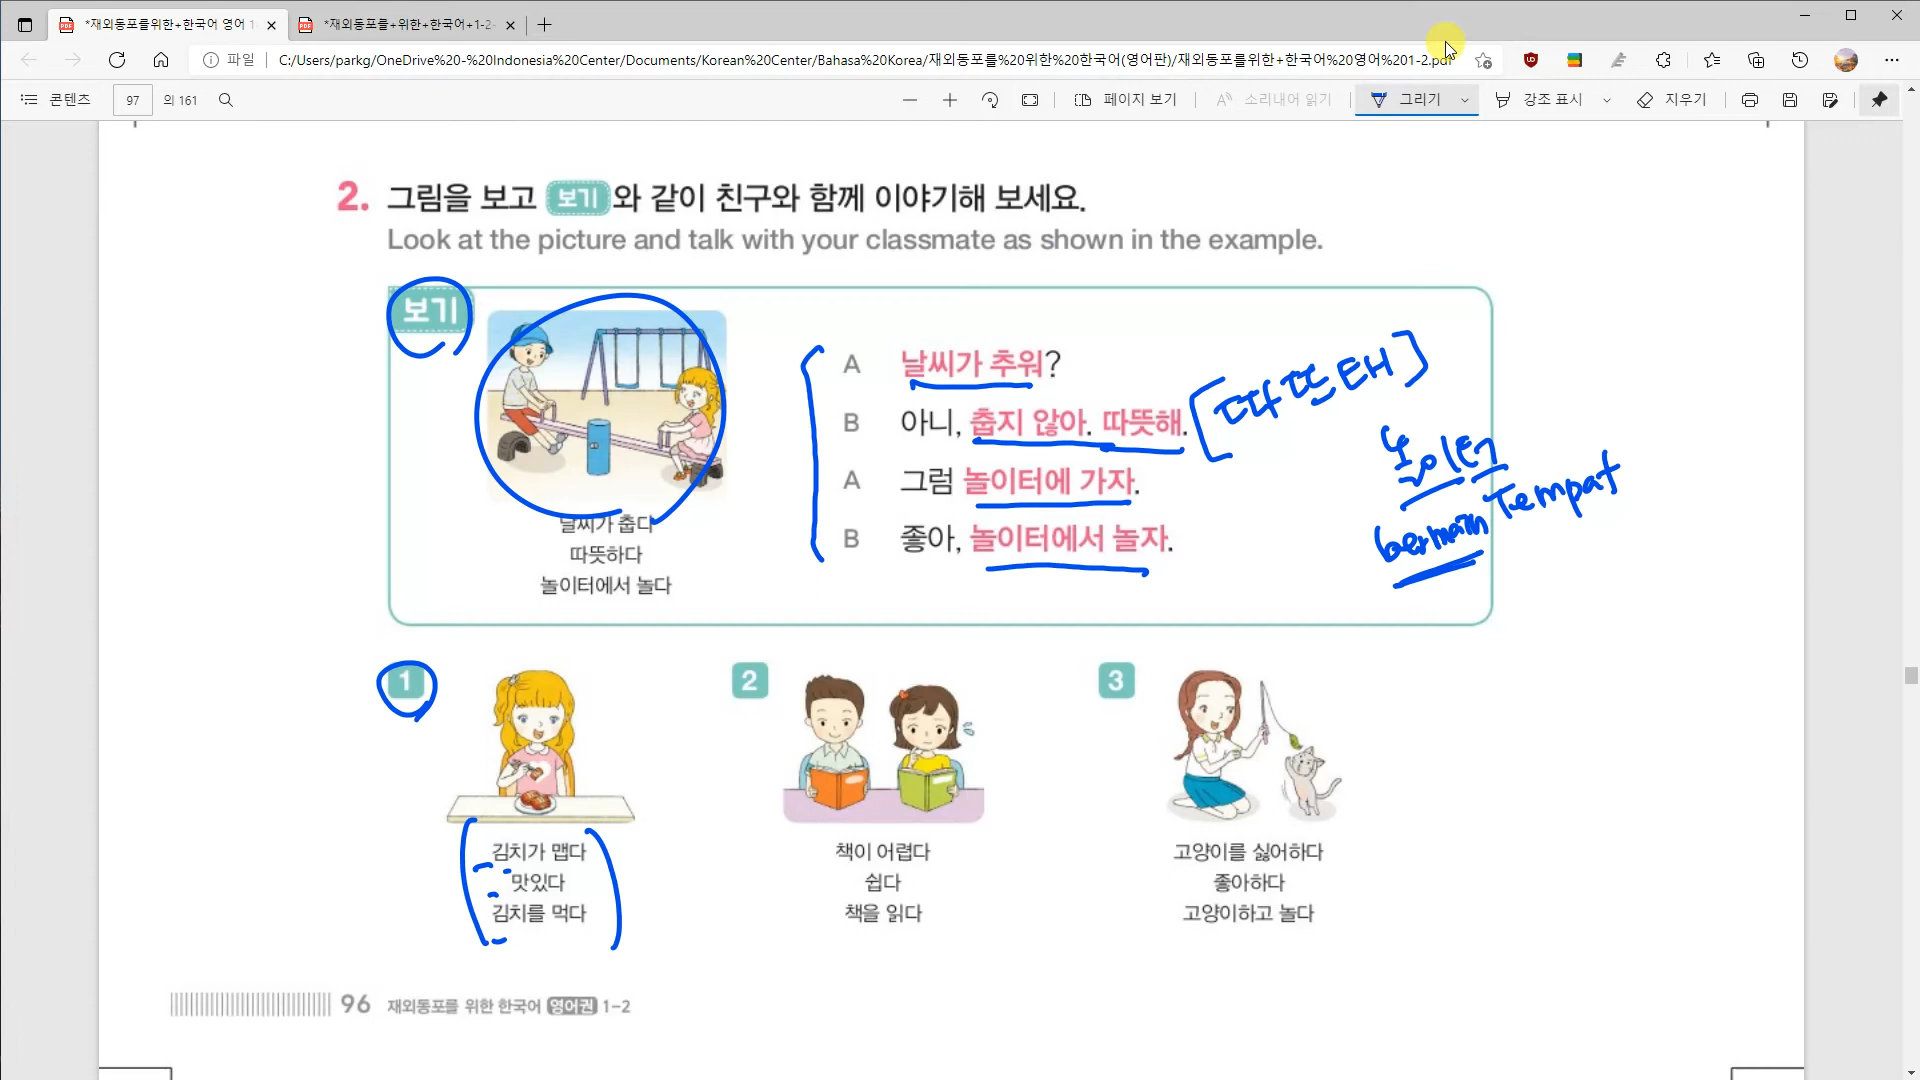 *재외동포를위한+한국어 영어 1
*재외동포를+위한+한국어+1-2-
파일
C:/Users/parkg/OneDrive%20-%20Indonesia%20Center/Documents/Korean%20Center/Bahasa%20Korea/재외동포를%20위한%20한국어(영어판)/재외동포를위한+한국어%20영어%201-2.pdf
콘텐츠 97 의 161 페이지 보기 소리내어 읽기 그리기 강조 표시 지우기
2. 그림을 보고 보기와 같이 친구와 함께 이야기해 보세요.
Look at the picture and talk with your classmate as shown in the example.
보기
날씨가 춥다
따뜻하다
놀이터에서 놀다
A 날씨가 추워?
B 아니, 춥지 않아. 따뜻해.
A 그럼 놀이터에 가자.
B 좋아, 놀이터에서 놀자.
[따뜨태]
놀이터
bermain Tempat
1
김치가 맵다
맛있다
김치를 먹다
2
책이 어렵다
쉽다
책을 읽다
3
고양이를 싫어하다
좋아하다
고양이하고 놀다
96 재외동포를 위한 한국어 영어권 1-2